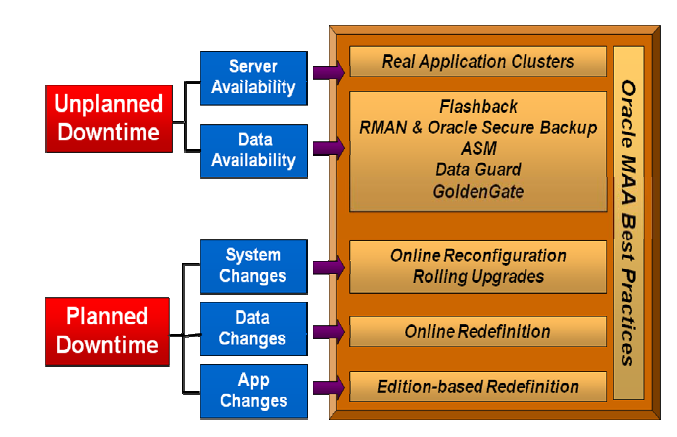 Unplanned
Downtime
Server
Availability
Real Application Clusters
Data
Availability
Flashback
RMAN & Oracle Secure Backup
ASM
Data Guard
GoldenGate
Planned
Downtime
System
Changes
Online Reconfiguration
Rolling Upgrades
Data
Changes
Online Redefinition
App
Changes
Edition-based Redefinition
Oracle MAA Best Practices